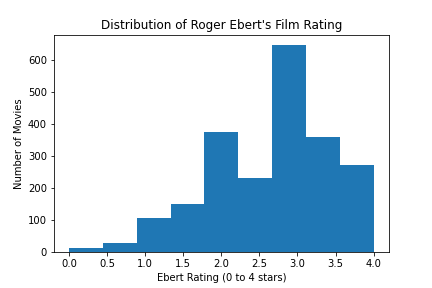 Distribution of Roger Ebert's Film Rating
Number of Movies
600
500
400
300
200
100
0
0.0 0.5 1.0 1.5 2.0 2.5 3.0 3.5 4.0
Ebert Rating (0 to 4 stars)